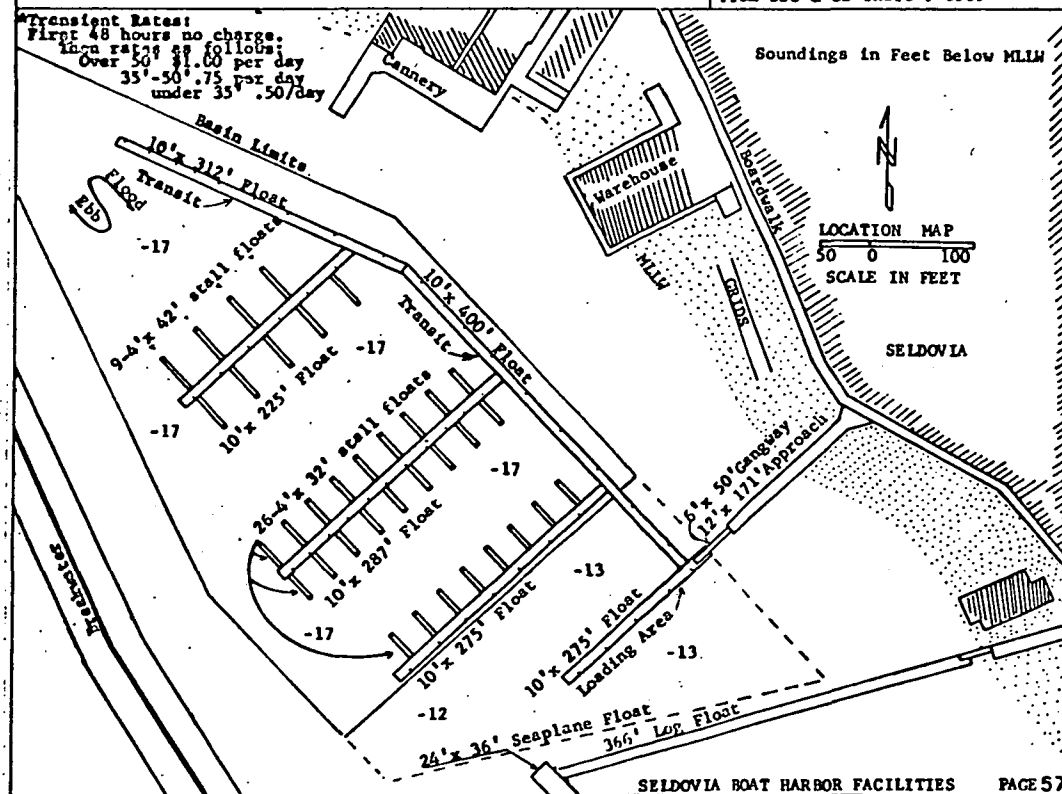 *Transient Rates:
First 48 hours no charge.
Then rates as follows:
Over 50' $1.00 per day
35'-50' .75 per day
under 35' .50/day
Cannery
Soundings in Feet Below MLLW
N
Basin Limits
10'x 312' Float
Transit
Flood
Ebb
-17
Warehouse
Boardwalk
MLLW
GRIDS
LOCATION MAP
50 0 100
SCALE IN FEET
SELDOVIA
9-4'x 42' stall floats
10'x 400' Float
Transit
-17
10'x 225' Float
-17
26-4'x 32' stall floats
-17
10'x 287' Float
6'x 50' Gangway
12'x 171' Approach
Breakwater
-17
-13
10'x 275' Float
10'x 275' Float
Loading Area
-13
-12
24'x 36' Seaplane Float
366' Log Float
SELDOVIA BOAT HARBOR FACILITIES PAGE 57